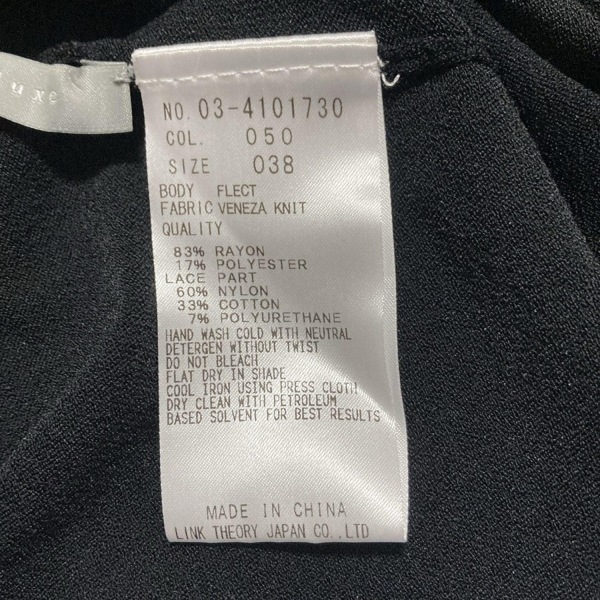 uxe
NO. 03-4101730
COL. 050
SIZE 038
BODY FLECT
FABRIC VENEZA KNIT
QUALITY
83% RAYON
17% POLYESTER
LACE PART
60% NYLON
33% COTTON
7% POLYURETHANE
HAND WASH COLD WITH NEUTRAL
DETERGEN WITHOUT TWIST
DO NOT BLEACH
FLAT DRY IN SHADE
COOL IRON USING PRESS CLOTH
DRY CLEAN WITH PETROLEUM
BASED SOLVENT FOR BEST RESULTS
MADE IN CHINA
LINK THEORY JAPAN CO., LTD